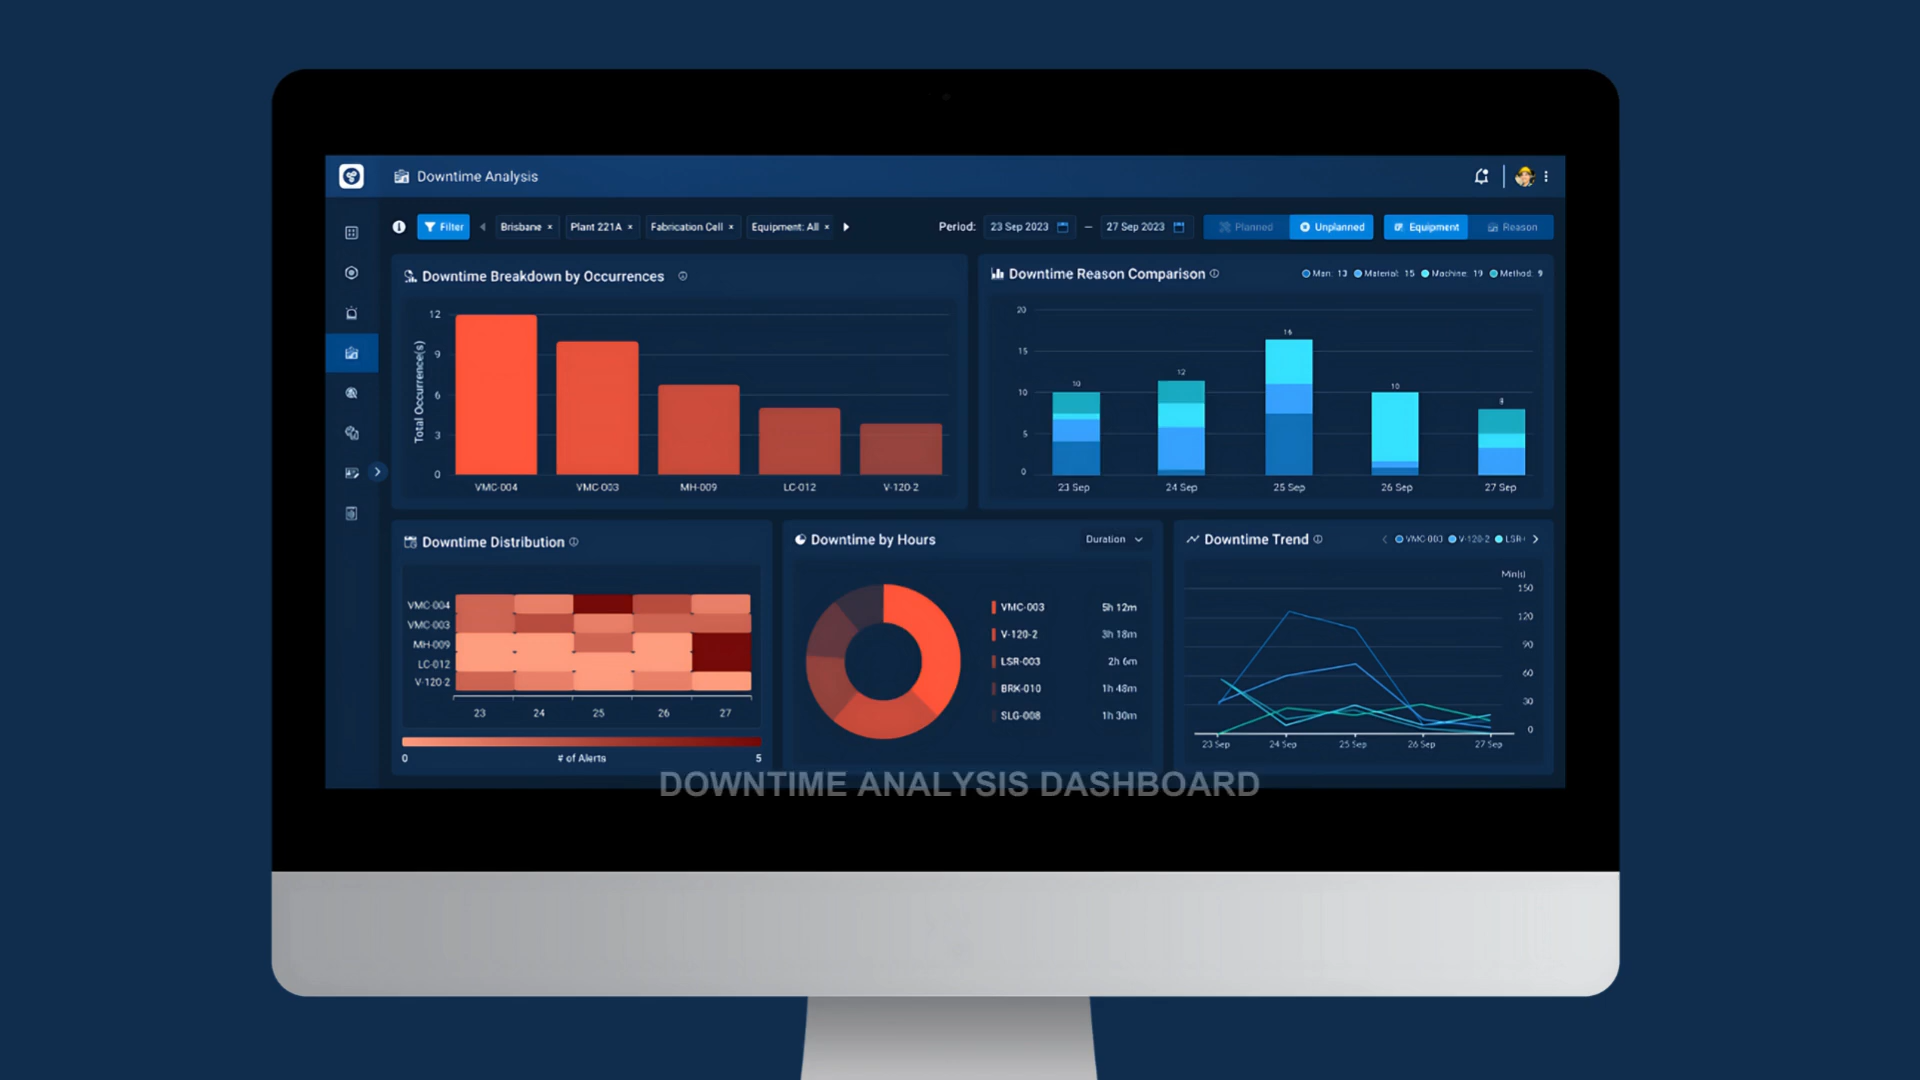 Downtime Analysis
Filter Brisbane × Plant 221A × Fabrication Cell × Equipment: All × Period: 23 Sep 2023 – 27 Sep 2023 Planned Unplanned Equipment Reason
Downtime Breakdown by Occurrences
Total Occurrence(s)
12
9
6
3
0
VMC-004 VMC-003 MH-009 LC-012 V-120-2
Downtime Reason Comparison
Man: 13 Material: 15 Machine: 19 Method: 9
20
15
10
5
0
10 12 16 10
23 Sep 24 Sep 25 Sep 26 Sep 27 Sep
Downtime Distribution
VMC-004
VMC-003
MH-009
LC-012
V-120-2
23 24 25 26 27
0 # of Alerts 5
Downtime by Hours Duration
VMC-003 5h 12m
V-120-2 3h 18m
LSR-003 2h 6m
BRK-010 1h 48m
SLG-008 1h 30m
Downtime Trend VMC-003 V-120-2 LSR-
Min(s)
150
120
90
60
30
0
23 Sep 24 Sep 25 Sep 26 Sep 27 Sep
DOWNTIME ANALYSIS DASHBOARD